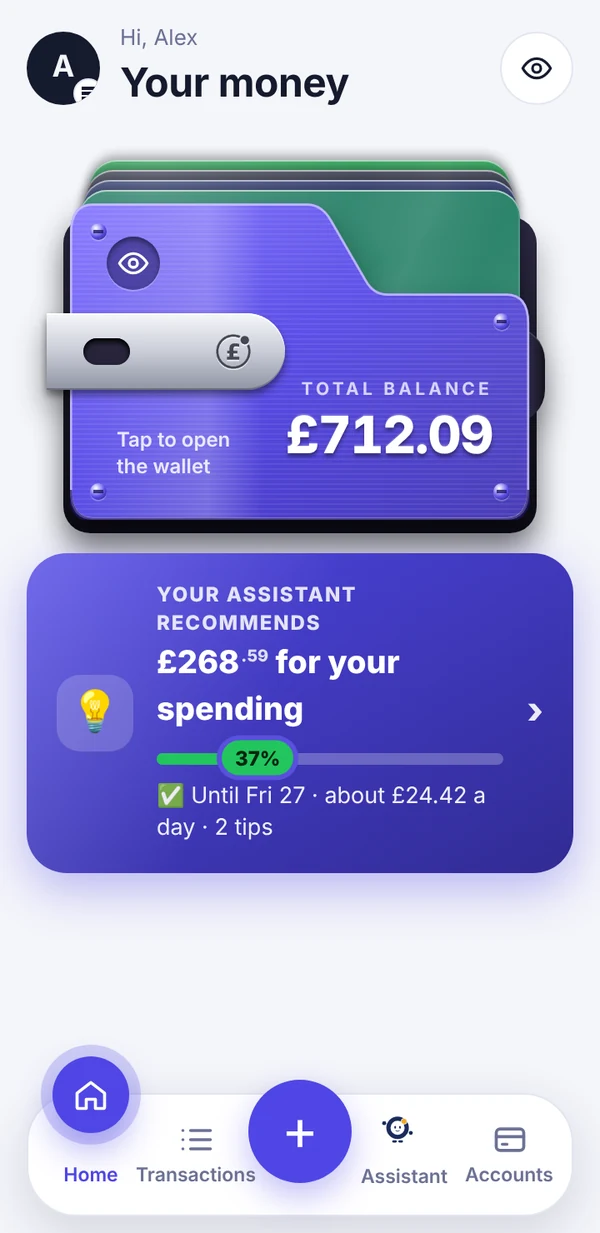 A
Hi, Alex
Your money
£
TOTAL BALANCE
£712.09
Tap to open
the wallet
YOUR ASSISTANT
RECOMMENDS
£268.59 for your
spending
37%
✅ Until Fri 27 · about £24.42 a
day · 2 tips
Home
Transactions
+
Assistant
Accounts